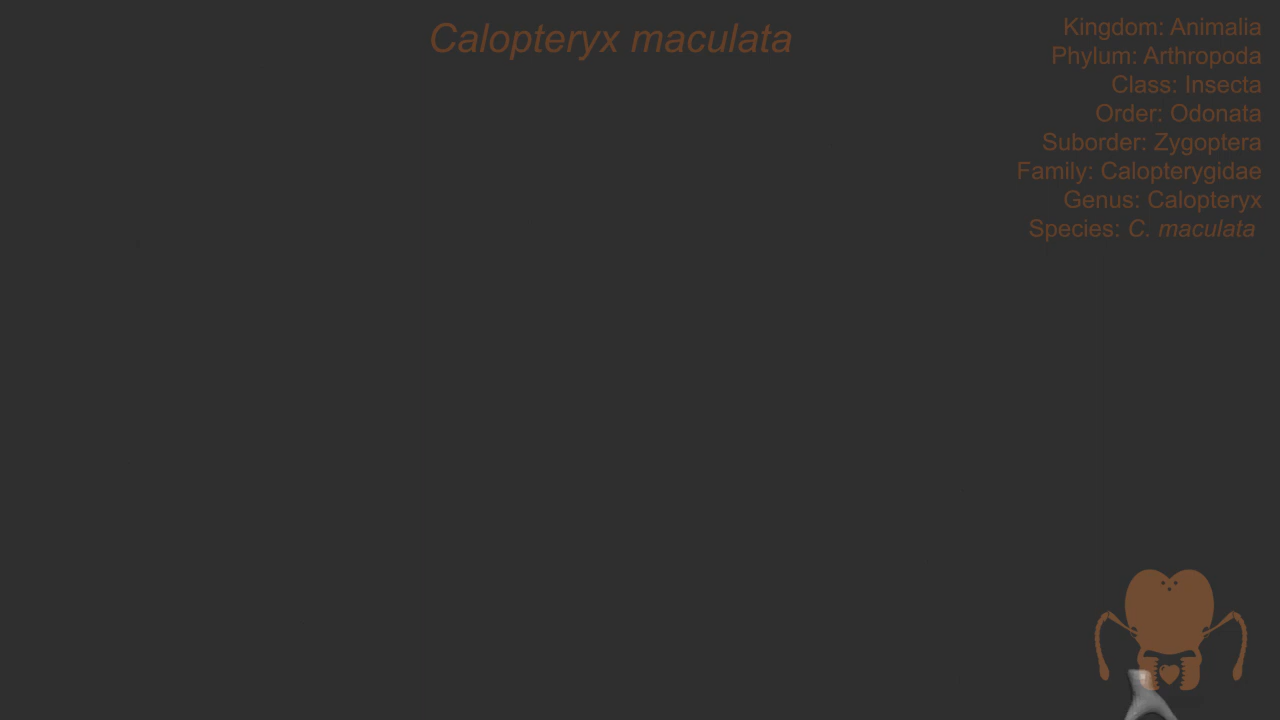 Calopteryx maculata
Kingdom: Animalia
Phylum: Arthropoda
Class: Insecta
Order: Odonata
Suborder: Zygoptera
Family: Calopterygidae
Genus: Calopteryx
Species: C. maculata